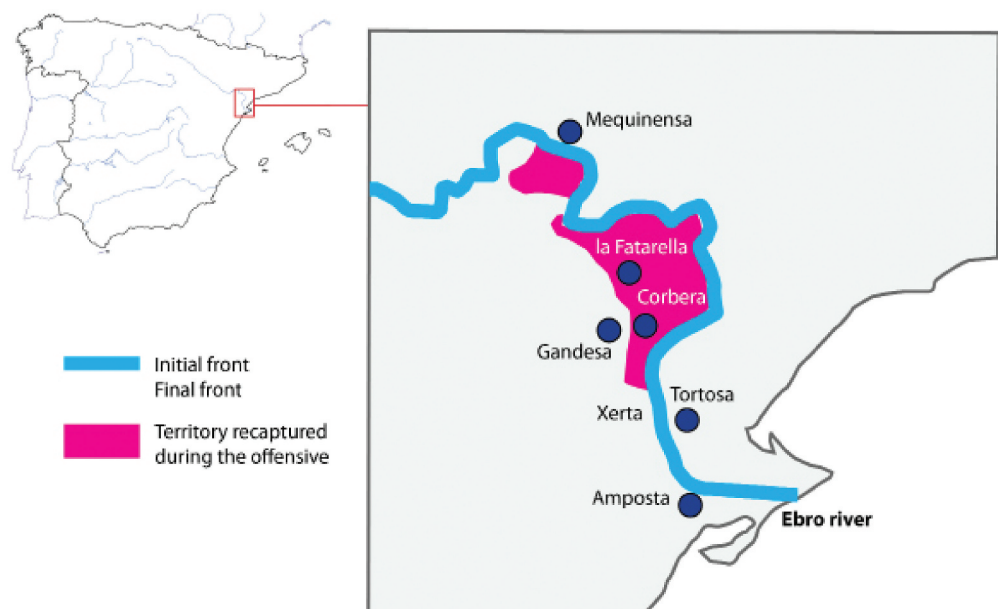 Mequinensa
la Fatarella
Corbera
Gandesa
Xerta
Tortosa
Amposta
Ebro river
Initial front
Final front
Territory recaptured
during the offensive